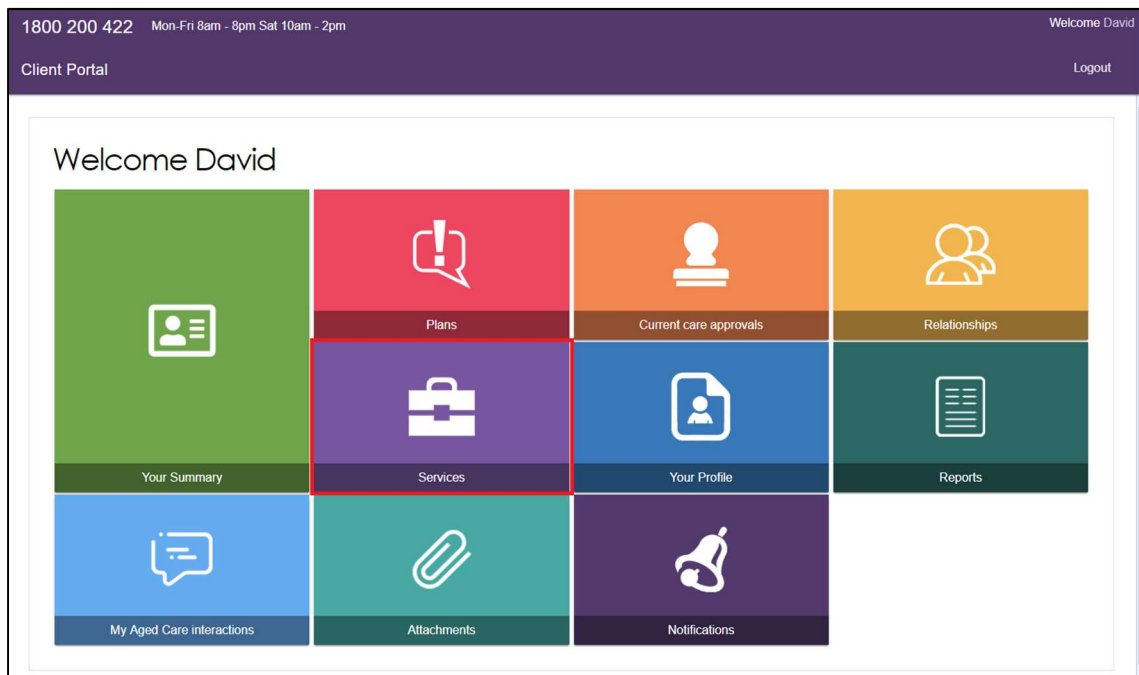 1800 200 422 Mon-Fri 8am - 8pm Sat 10am - 2pm Welcome David
Client Portal Logout
Welcome David
Plans Current care approvals Relationships
Your Summary Services Your Profile Reports
My Aged Care interactions Attachments Notifications